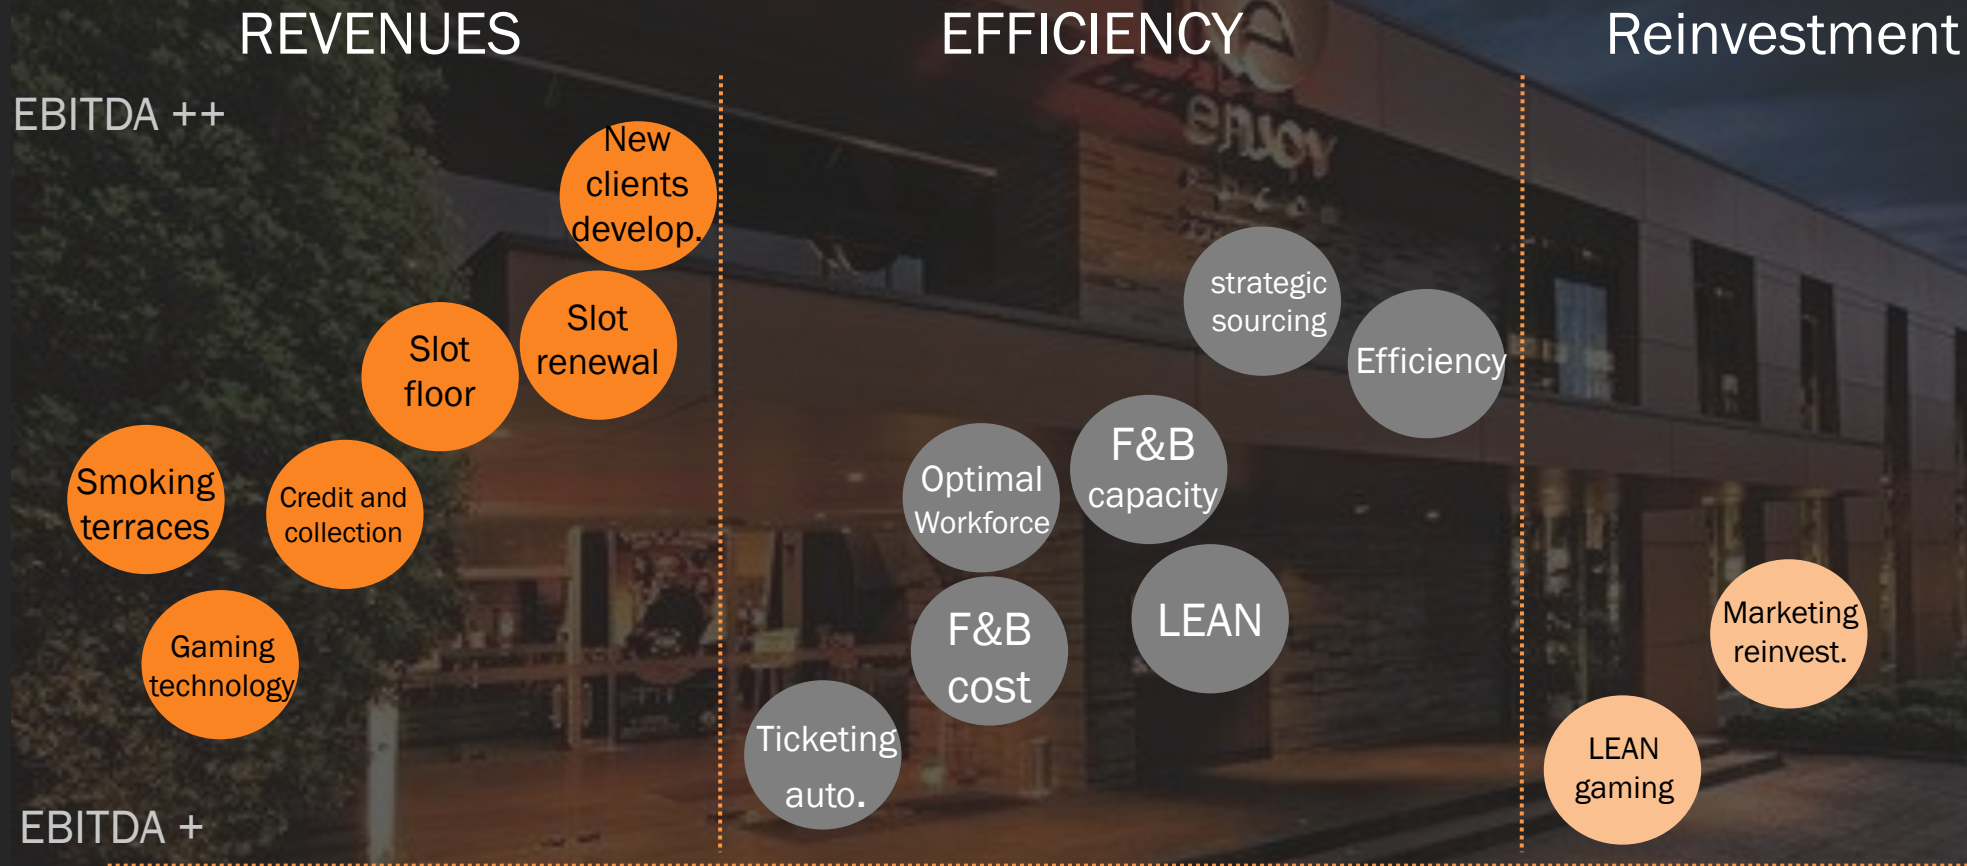 REVENUES
EFFICIENCY
Reinvestment
EBITDA ++
New
clients
develop.
Slot
renewal
Slot
floor
Smoking
terraces
Credit and
collection
Gaming
technology
strategic
sourcing
Efficiency
F&B
capacity
Optimal
Workforce
F&B
cost
LEAN
Ticketing
auto.
Marketing
reinvest.
LEAN
gaming
EBITDA +
enjoy